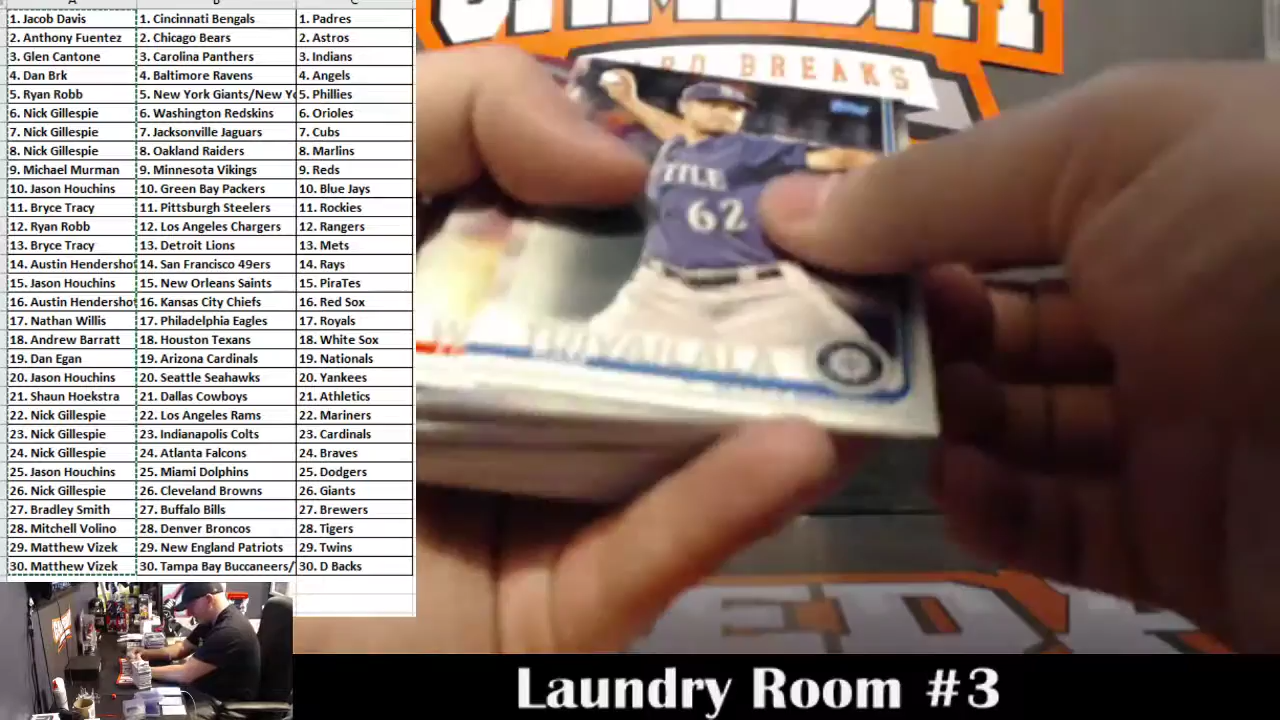 1. Jacob Davis 1. Cincinnati Bengals 1. Padres
2. Anthony Fuentez 2. Chicago Bears 2. Astros
3. Glen Cantone 3. Carolina Panthers 3. Indians
4. Dan Brk 4. Baltimore Ravens 4. Angels
5. Ryan Robb 5. New York Giants/New Yo 5. Phillies
6. Nick Gillespie 6. Washington Redskins 6. Orioles
7. Nick Gillespie 7. Jacksonville Jaguars 7. Cubs
8. Nick Gillespie 8. Oakland Raiders 8. Marlins
9. Michael Murman 9. Minnesota Vikings 9. Reds
10. Jason Houchins 10. Green Bay Packers 10. Blue Jays
11. Bryce Tracy 11. Pittsburgh Steelers 11. Rockies
12. Ryan Robb 12. Los Angeles Chargers 12. Rangers
13. Bryce Tracy 13. Detroit Lions 13. Mets
14. Austin Hendershot 14. San Francisco 49ers 14. Rays
15. Jason Houchins 15. New Orleans Saints 15. PiraTes
16. Austin Hendershot 16. Kansas City Chiefs 16. Red Sox
17. Nathan Willis 17. Philadelphia Eagles 17. Royals
18. Andrew Barratt 18. Houston Texans 18. White Sox
19. Dan Egan 19. Arizona Cardinals 19. Nationals
20. Jason Houchins 20. Seattle Seahawks 20. Yankees
21. Shaun Hoekstra 21. Dallas Cowboys 21. Athletics
22. Nick Gillespie 22. Los Angeles Rams 22. Mariners
23. Nick Gillespie 23. Indianapolis Colts 23. Cardinals
24. Nick Gillespie 24. Atlanta Falcons 24. Braves
25. Jason Houchins 25. Miami Dolphins 25. Dodgers
26. Nick Gillespie 26. Cleveland Browns 26. Giants
27. Bradley Smith 27. Buffalo Bills 27. Brewers
28. Mitchell Volino 28. Denver Broncos 28. Tigers
29. Matthew Vizek 29. New England Patriots 29. Twins
30. Matthew Vizek 30. Tampa Bay Buccaneers/ 30. D Backs
GAMEDAY
BREAKS
Topps
TTLE
62
Laundry Room #3